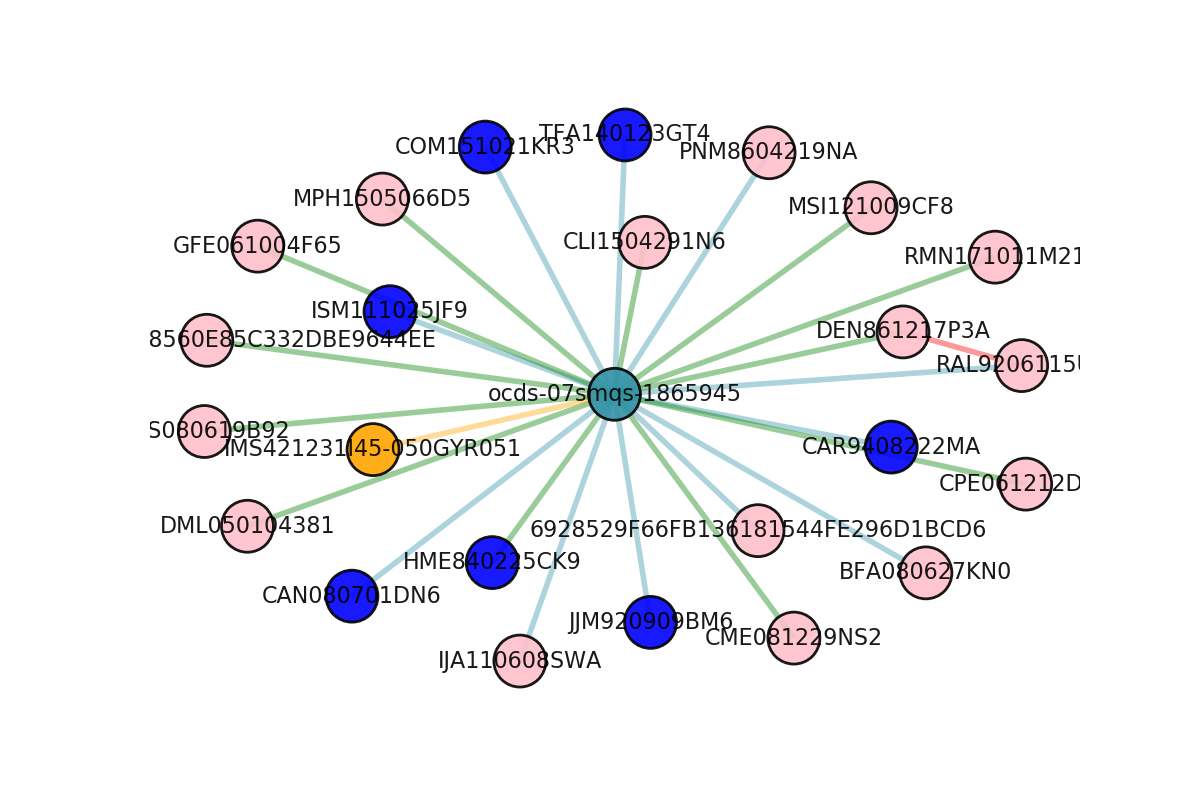 TFA140123GT4
COM151021KR3
PNM8604219NA
MPH1505066D5
MSI121009CF8
CLI1504291N6
GFE061004F65
RMN171011M21
ISM111025JF9
DEN861217P3A
8560E85C332DBE9644EE
RAL9206115
ocds-07smqs-1865945
S080619B92
IMS421231I45-050GYR051
CAR9408222MA
CPE061212D
DML050104381
6928529F66FB136181544FE296D1BCD6
HME840225CK9
BFA080627KN0
CAN080701DN6
JJM920909BM6
CME081229NS2
IJA110608SWA